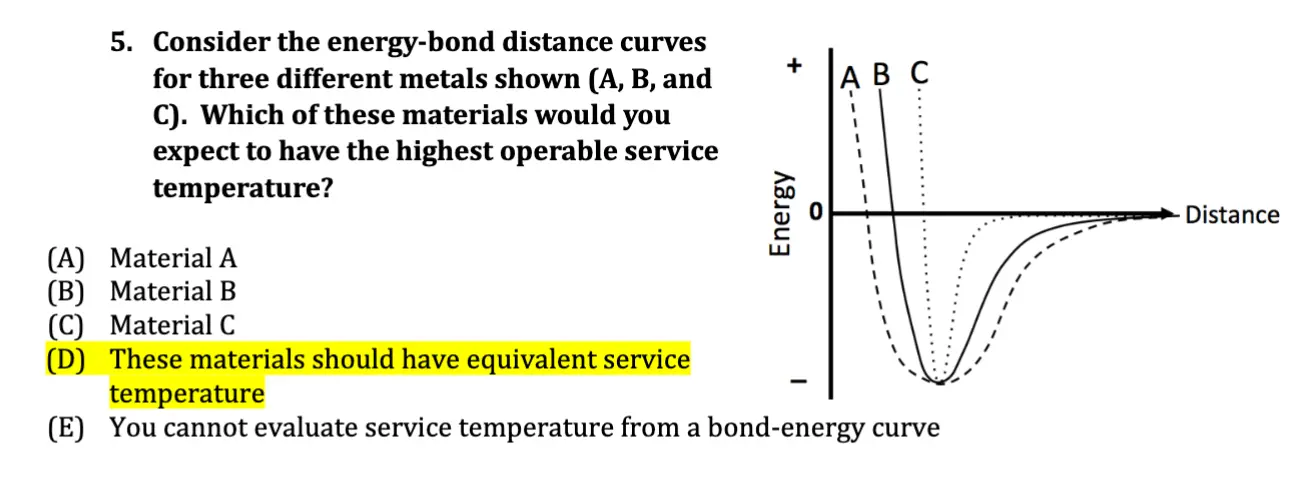 5. Consider the energy-bond distance curves
for three different metals shown (A, B, and
C). Which of these materials would you
expect to have the highest operable service
temperature?
(A) Material A
(B) Material B
(C) Material C
(D) These materials should have equivalent service
temperature
(E) You cannot evaluate service temperature from a bond-energy curve
+
A B C
Energy
0
Distance
–